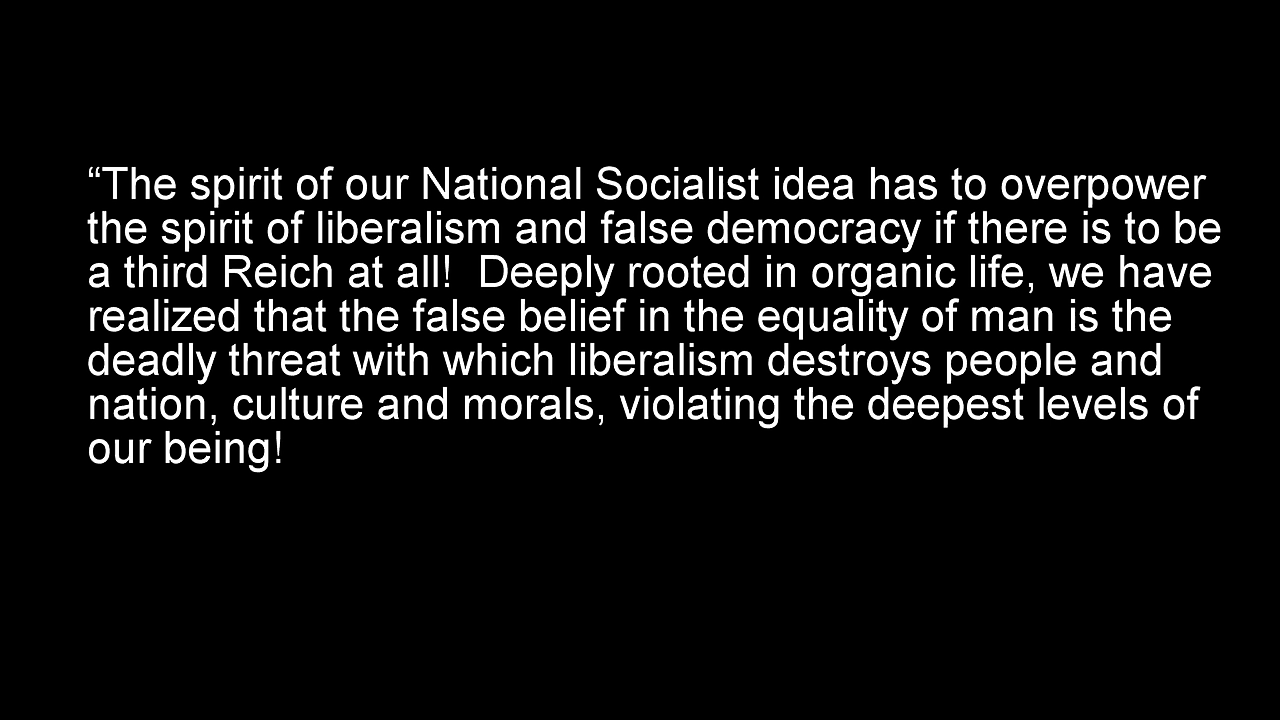 “The spirit of our National Socialist idea has to overpower
the spirit of liberalism and false democracy if there is to be
a third Reich at all!  Deeply rooted in organic life, we have
realized that the false belief in the equality of man is the
deadly threat with which liberalism destroys people and
nation, culture and morals, violating the deepest levels of
our being!